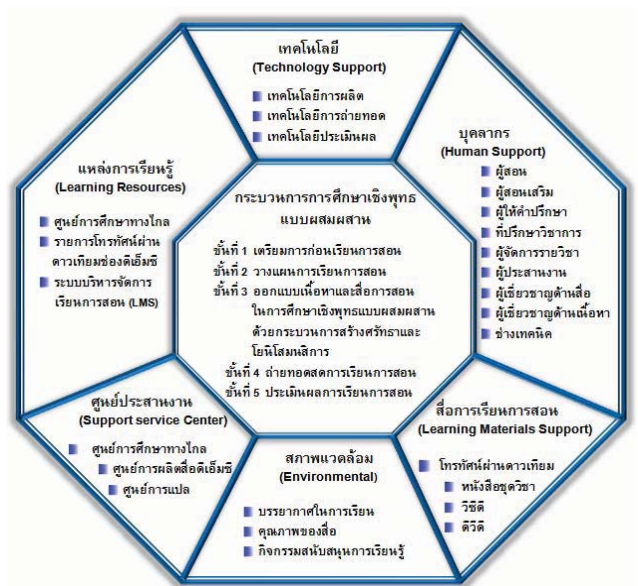 เทคโนโลยี
(Technology Support)
เทคโนโลยีการผลิต
เทคโนโลยีการถ่ายทอด
เทคโนโลยีประเมินผล
บุคลากร
(Human Support)
ผู้สอน
ผู้สอนเสริม
ผู้ให้คำปรึกษา
ที่ปรึกษาวิชาการ
ผู้จัดการรายวิชา
ผู้ประสานงาน
ผู้เชี่ยวชาญด้านสื่อ
ผู้เชี่ยวชาญด้านเนื้อหา
ช่างเทคนิค
แหล่งการเรียนรู้
(Learning Resources)
ศูนย์การศึกษาทางไกล
รายการโทรทัศน์ผ่าน
ดาวเทียมช่องดีเอ็มซี
ระบบบริหารจัดการ
เรียนการสอน (LMS)
กระบวนการการศึกษาเชิงพุทธ
แบบผสมผสาน
ขั้นที่ 1 เตรียมการก่อนเรียนการสอน
ขั้นที่ 2 วางแผนการเรียนการสอน
ขั้นที่ 3 ออกแบบเนื้อหาและสื่อการสอน
ในการศึกษาเชิงพุทธแบบผสมผสาน
ด้วยกระบวนการสร้างศรัทธาและ
โยนิโสมนสิการ
ขั้นที่ 4 ถ่ายทอดสดการเรียนการสอน
ขั้นที่ 5 ประเมินผลการเรียนการสอน
ศูนย์ประสานงาน
(Support service Center)
ศูนย์การศึกษาทางไกล
ศูนย์การผลิตสื่อดีเอ็มซี
ศูนย์การแปล
สภาพแวดล้อม
(Environmental)
บรรยากาศในการเรียน
คุณภาพของสื่อ
กิจกรรมสนับสนุนการเรียนรู้
สื่อการเรียนการสอน
(Learning Materials Support)
โทรทัศน์ผ่านดาวเทียม
หนังสือชุดวิชา
วีซีดี
ดีวีดี